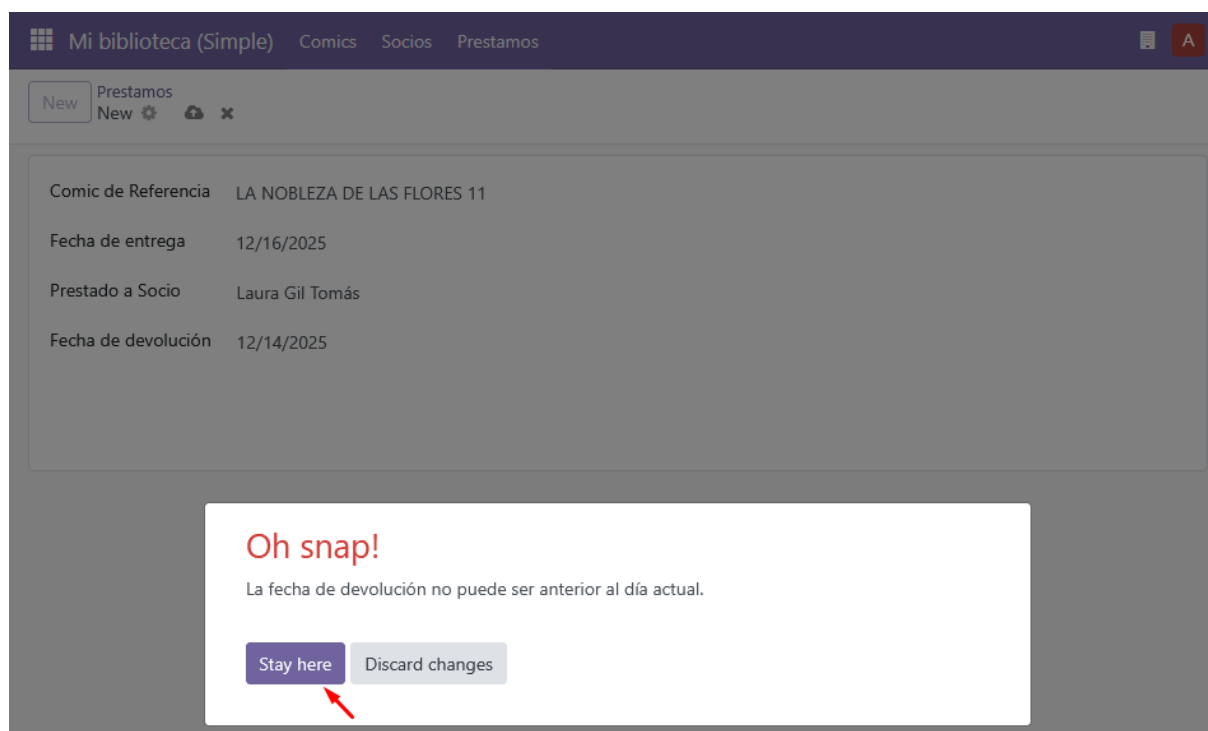 Mi biblioteca (Simple) Comics Socios Prestamos A
New Prestamos
New
Comic de Referencia LA NOBLEZA DE LAS FLORES 11
Fecha de entrega 12/16/2025
Prestado a Socio Laura Gil Tomás
Fecha de devolución 12/14/2025
Oh snap!
La fecha de devolución no puede ser anterior al día actual.
Stay here Discard changes